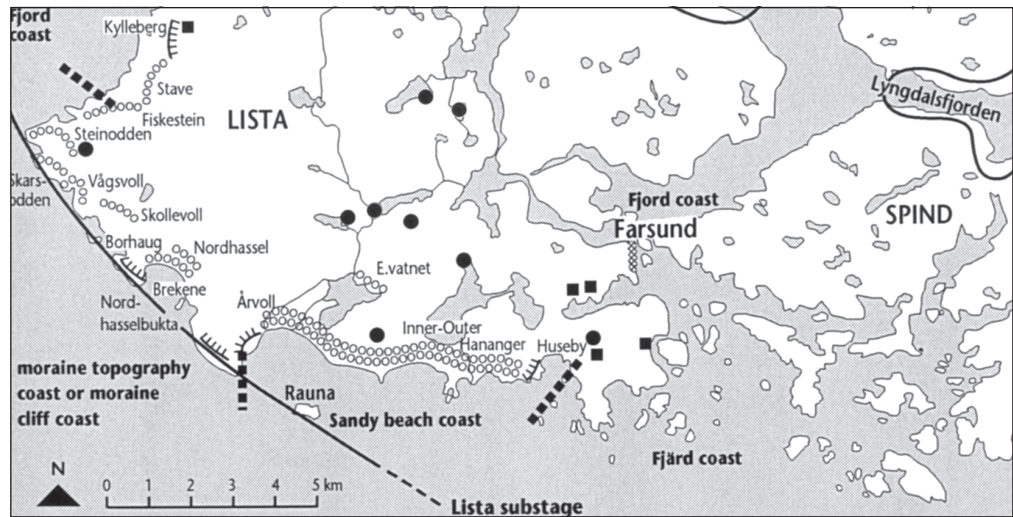 Fjord
coast
Kylleberg
Stave
Fiskestein
LISTA
Lyngdalsfjorden
Steinodden
Skars-
odden
Vågsvoll
Skollevoll
Fjord coast
Farsund
SPIND
Borhaug
Nordhassel
E.vatnet
Brekene
Nord-
hasselbukta
Årvoll
Inner-Outer
Hananger
Huseby
moraine topography
coast or moraine
cliff coast
Rauna
Sandy beach coast
Fjärd coast
N
0 1 2 3 4 5 km
Lista substage